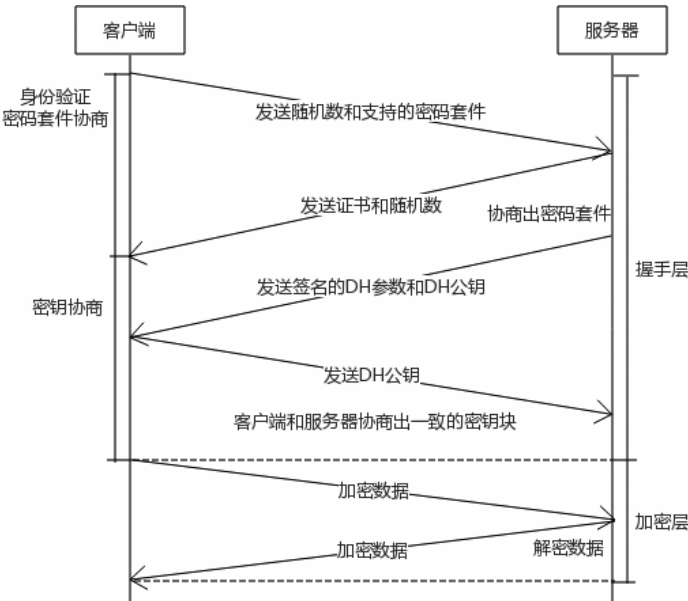 客户端
服务器
身份验证
密码套件协商
发送随机数和支持的密码套件
发送证书和随机数
协商出密码套件
握手层
发送签名的DH参数和DH公钥
密钥协商
发送DH公钥
客户端和服务器协商出一致的密钥块
加密数据
加密层
加密数据
解密数据